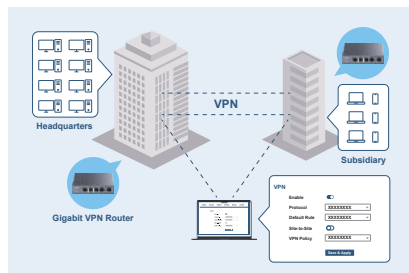 VPN
Headquarters
Subsidiary
Gigabit VPN Router
VPN
Enable
Protocol XXXXXXXX
Default Rule XXXXXXXX
Site-to-Site
VPN Policy XXXXXXXX
Save & Apply